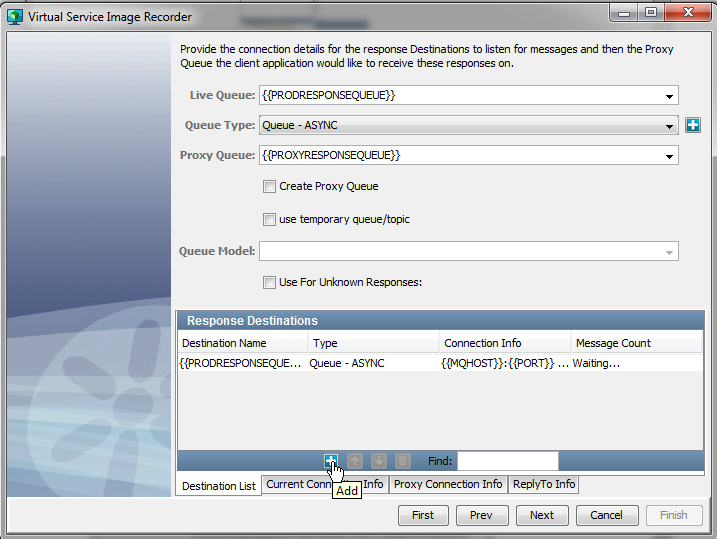 Virtual Service Image Recorder
Provide the connection details for the response Destinations to listen for messages and then the Proxy
Queue the client application would like to receive these responses on.
Live Queue: {{PRODRESPONSEQUEUE}}
Queue Type: Queue - ASYNC
Proxy Queue: {{PROXYRESPONSEQUEUE}}
Create Proxy Queue
use temporary queue/topic
Queue Model:
Use For Unknown Responses:
Response Destinations
Destination Name Type Connection Info Message Count
{{PRODRESPONSEQUE... Queue - ASYNC {{MQHOST}}:{{PORT}} ... Waiting...
Find:
Add
Destination List Current Conn Info Proxy Connection Info ReplyTo Info
First Prev Next Cancel Finish